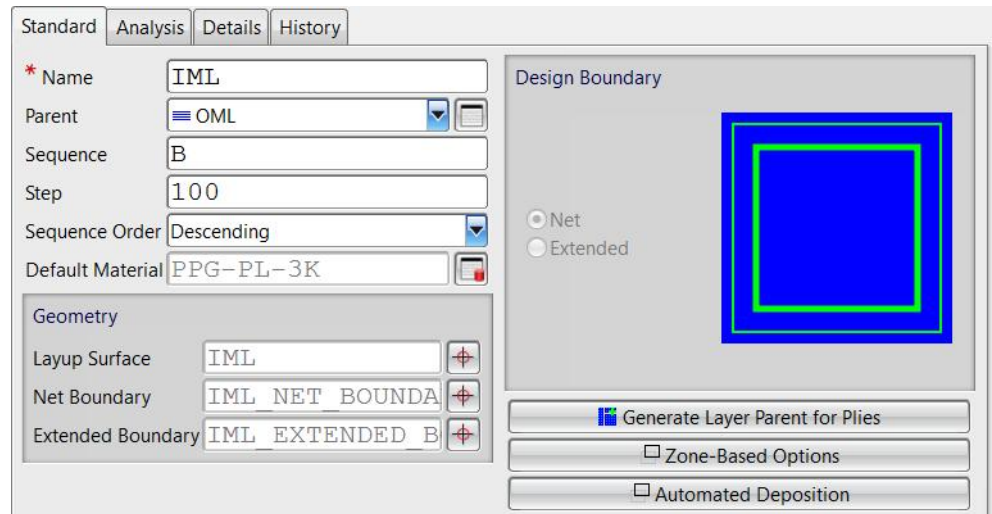 Standard Analysis Details History
* Name IML
Parent OML
Sequence B
Step 100
Sequence Order Descending
Default Material PPG-PL-3K
Geometry
Layup Surface IML
Net Boundary IML_NET_BOUNDA
Extended Boundary IML_EXTENDED_B
Design Boundary
Net
Extended
Generate Layer Parent for Plies
Zone-Based Options
Automated Deposition